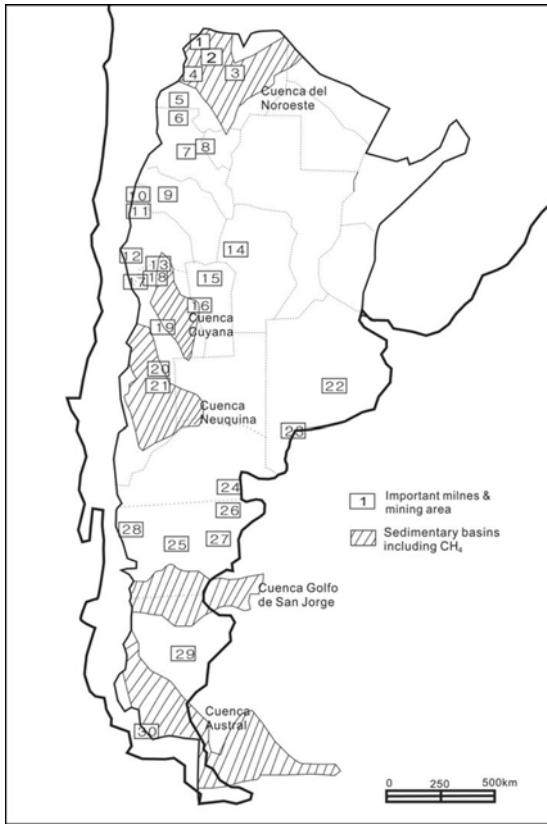 1
2
4
3
Cuenca del
Noroeste
5
6
7
8
10
9
11
14
12
13
17
18
15
16
Cuenca
Cuyana
19
20
21
22
Cuenca
Neuquina
23
24
1
Important milnes &
mining area
26
28
25
27
Sedimentary basins
including CH₄
Cuenca Golfo
de San Jorge
29
Cuenca
Austral
30
0 250 500km